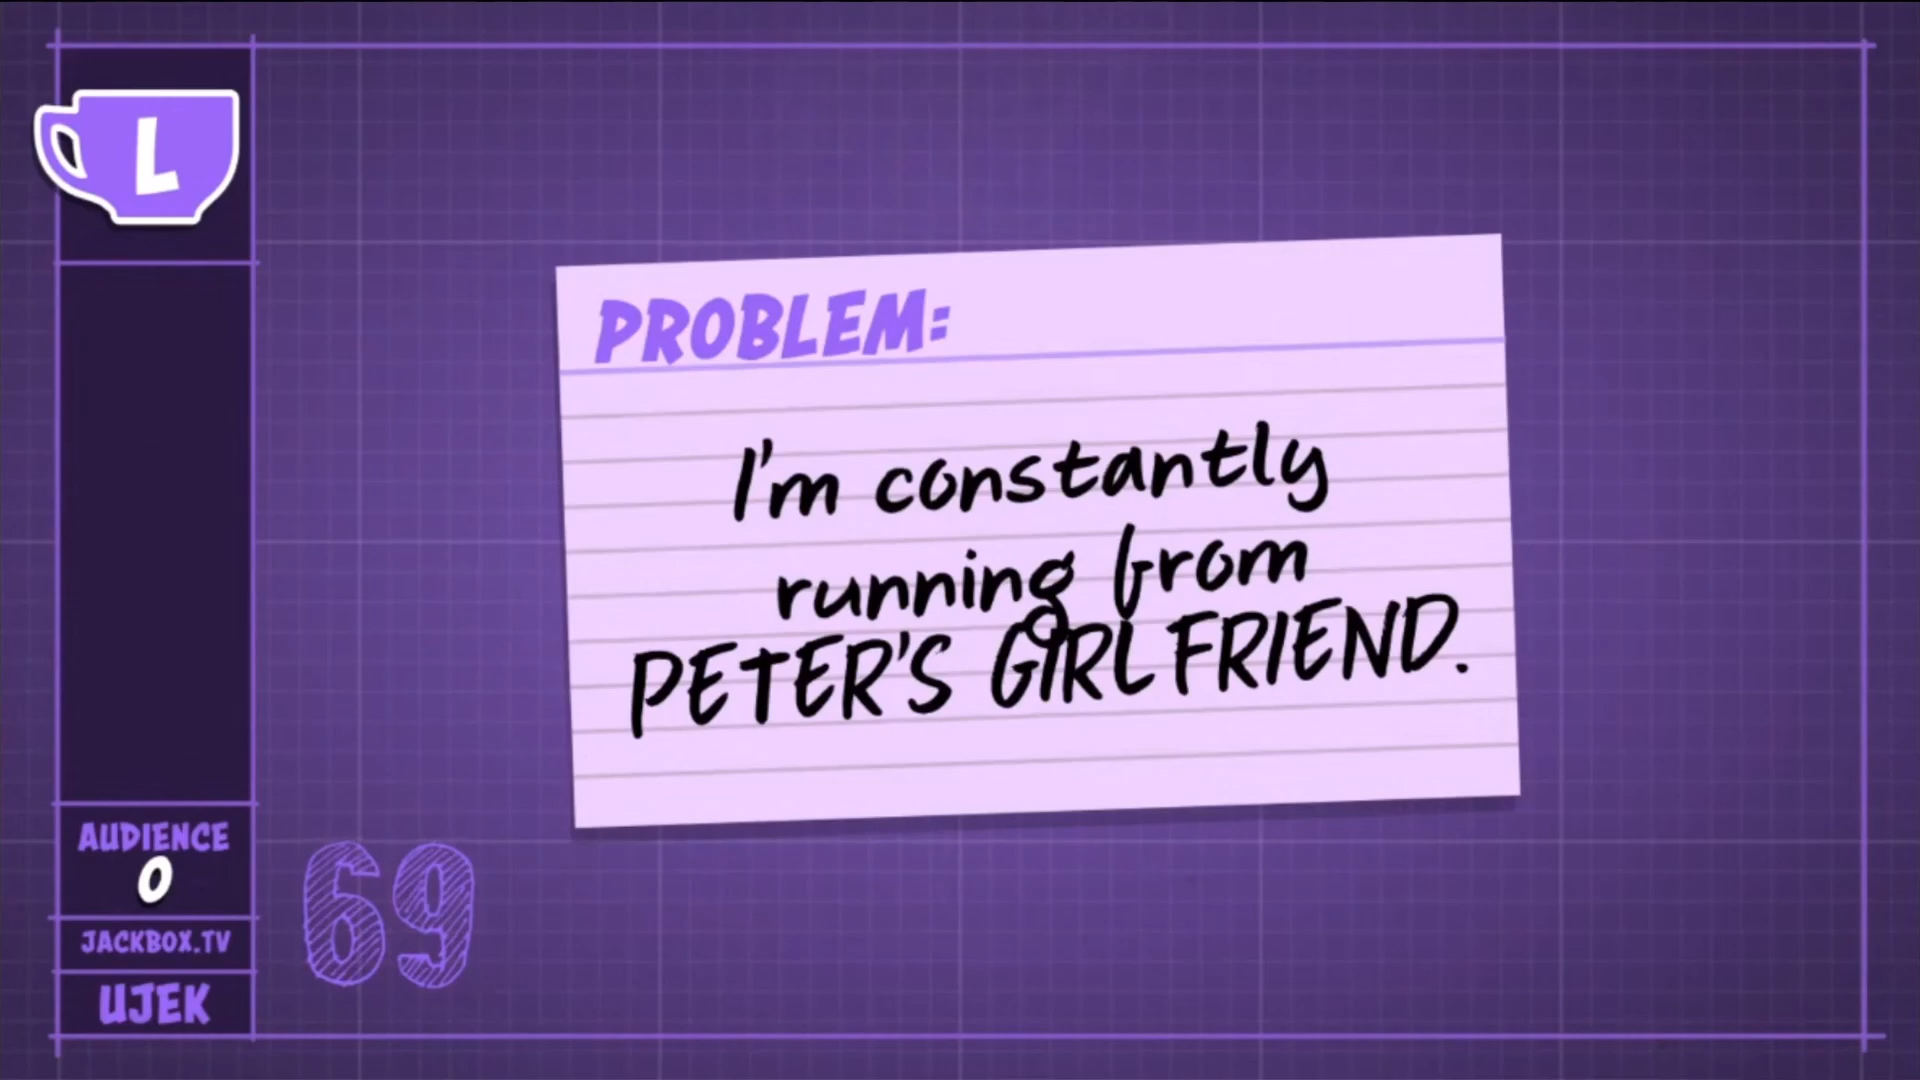 L
PROBLEM:
I'm constantly
running from
PETER'S GIRLFRIEND.
AUDIENCE
0
JACKBOX.TV
UJEK
69